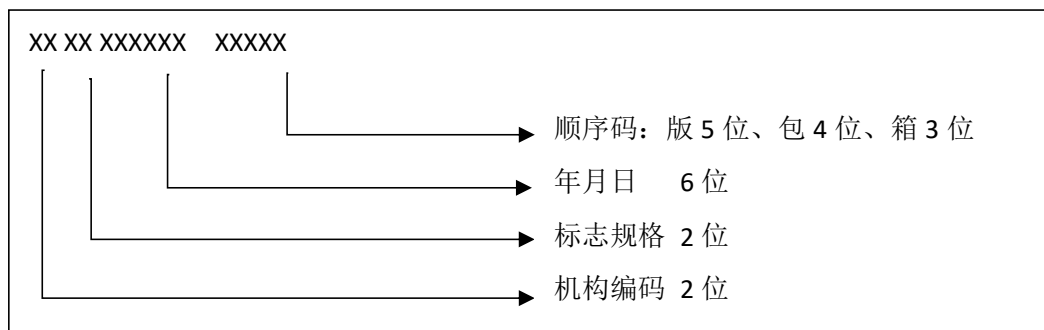 XX XX XXXXXX XXXXX
顺序码：版 5 位、包 4 位、箱 3 位
年月日 6 位
标志规格 2 位
机构编码 2 位